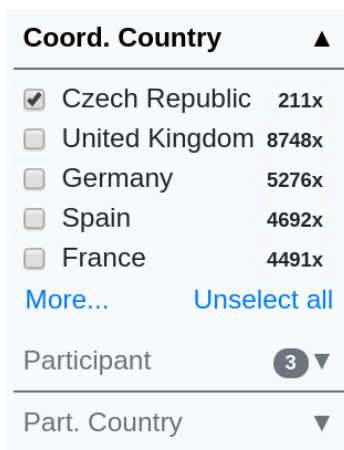 Coord. Country ▲
Czech Republic 211x
United Kingdom 8748x
Germany 5276x
Spain 4692x
France 4491x
More... Unselect all
Participant 3 ▼
Part. Country ▼